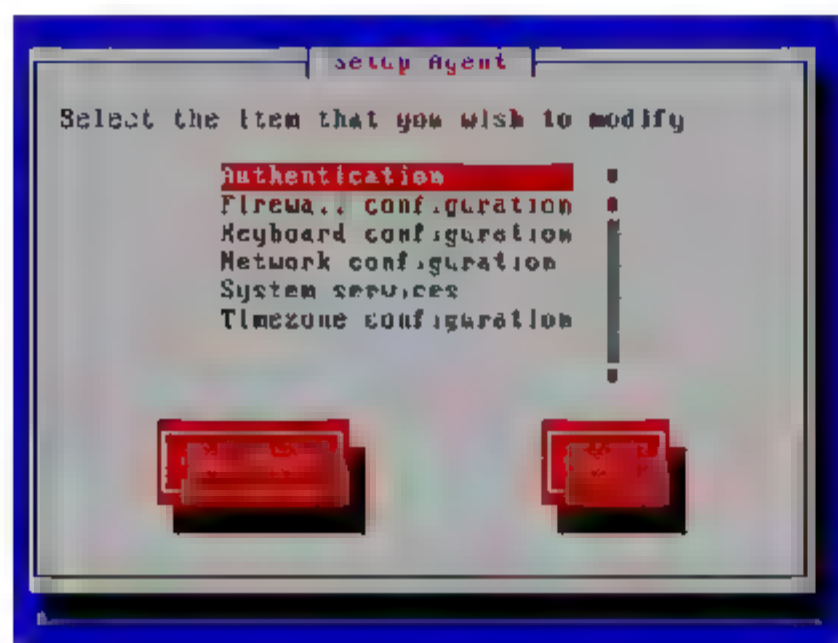 Setup Agent
Select the item that you wish to modify
Authentication
Firewall configuration
Keyboard configuration
Network configuration
System services
Timezone configuration